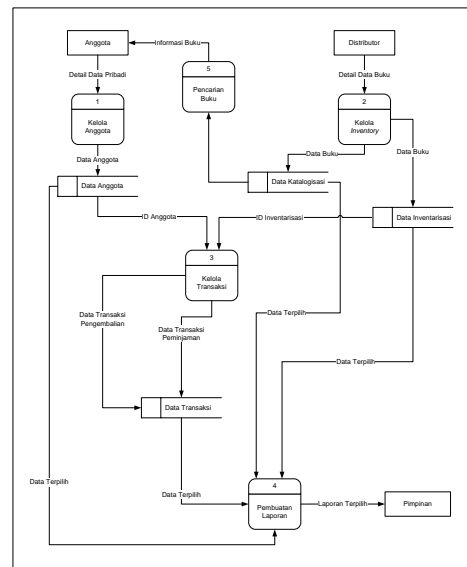 Anggota
Informasi Buku
Distributor
Detail Data Pribadi
5
Pencarian
Buku
Detail Data Buku
1
Kelola
Anggota
2
Kelola
Inventory
Data Anggota
Data Buku
Data Buku
Data Anggota
Data Katalogisasi
ID Anggota
ID Inventarisasi
Data Inventarisasi
3
Kelola
Transaksi
Data Transaksi
Pengembalian
Data Transaksi
Peminjaman
Data Terpilih
Data Terpilih
Data Transaksi
Data Terpilih
Data Terpilih
4
Pembuatan
Laporan
Laporan Terpilih
Pimpinan